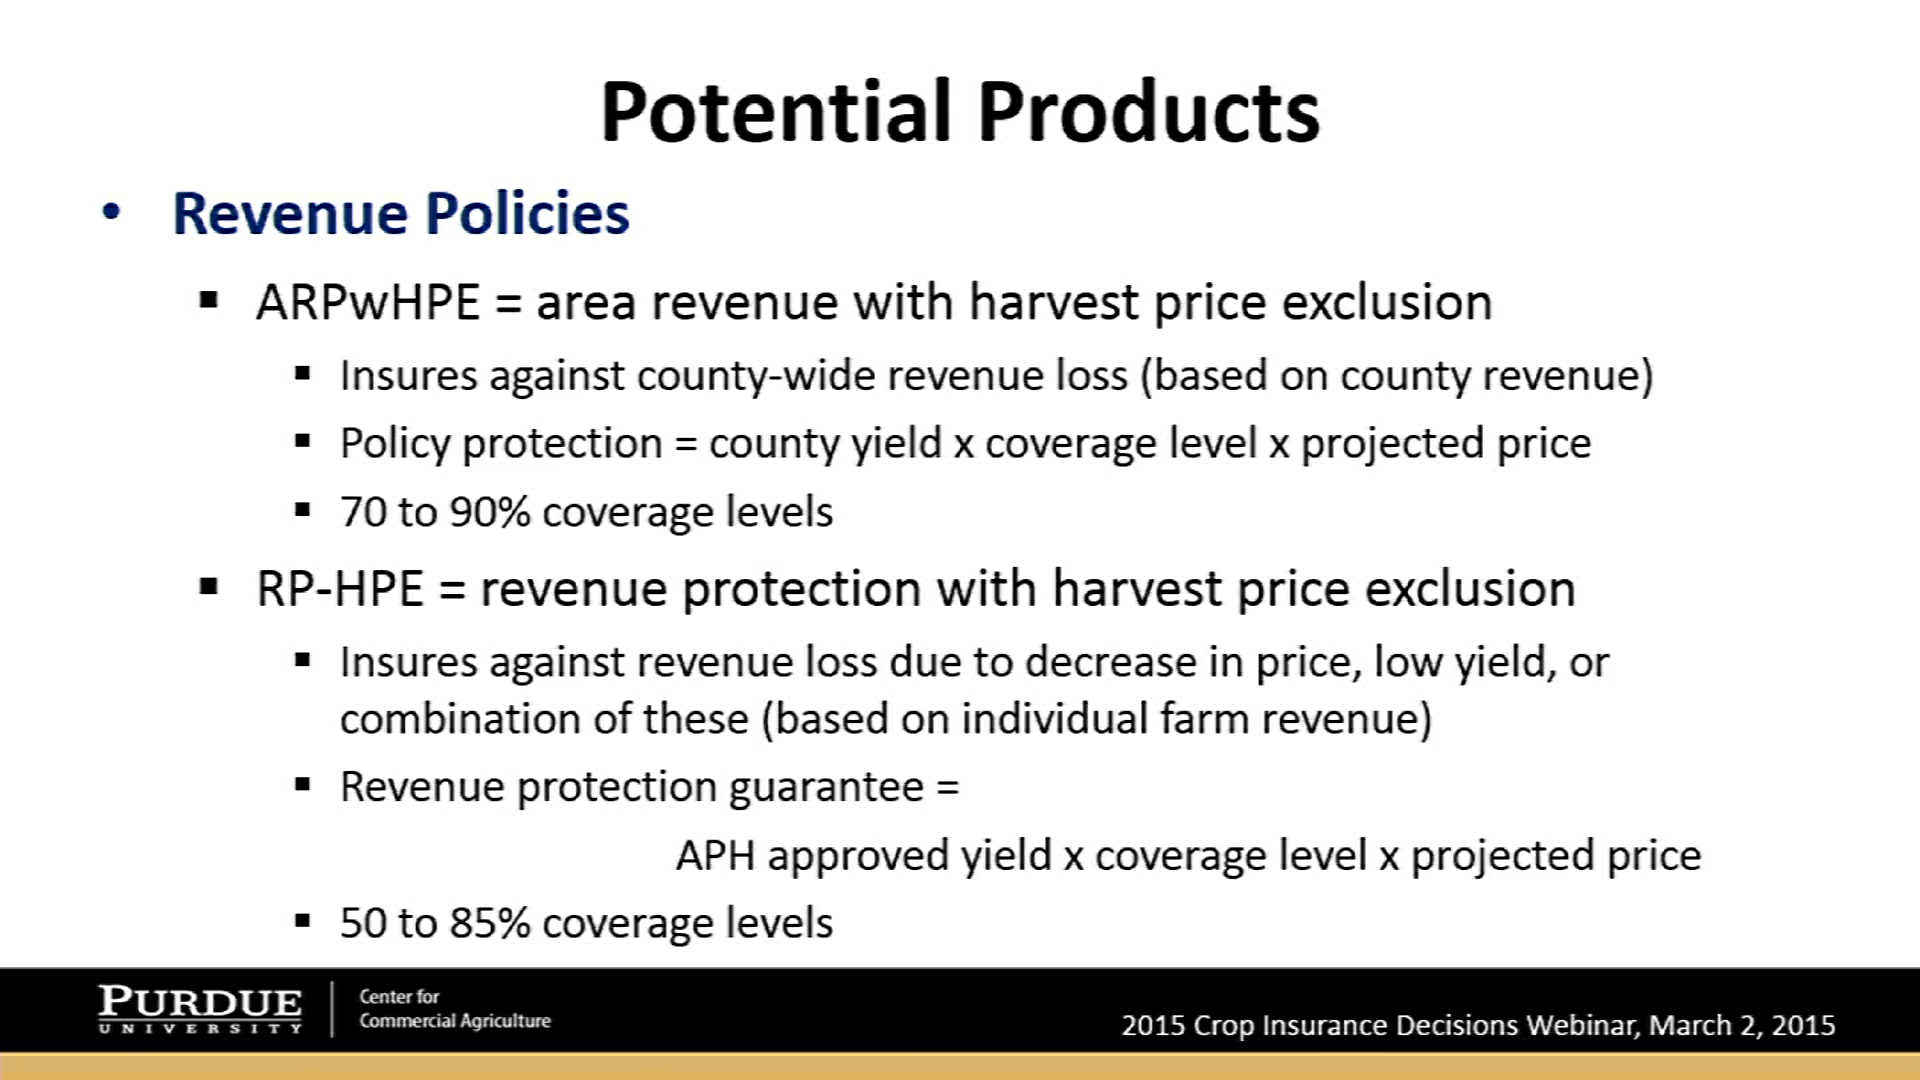 Potential Products
• Revenue Policies
▪ ARPwHPE = area revenue with harvest price exclusion
▪ Insures against county-wide revenue loss (based on county revenue)
▪ Policy protection = county yield x coverage level x projected price
▪ 70 to 90% coverage levels
▪ RP-HPE = revenue protection with harvest price exclusion
▪ Insures against revenue loss due to decrease in price, low yield, or
combination of these (based on individual farm revenue)
▪ Revenue protection guarantee =
APH approved yield x coverage level x projected price
▪ 50 to 85% coverage levels
PURDUE
UNIVERSITY
Center for
Commercial Agriculture
2015 Crop Insurance Decisions Webinar, March 2, 2015